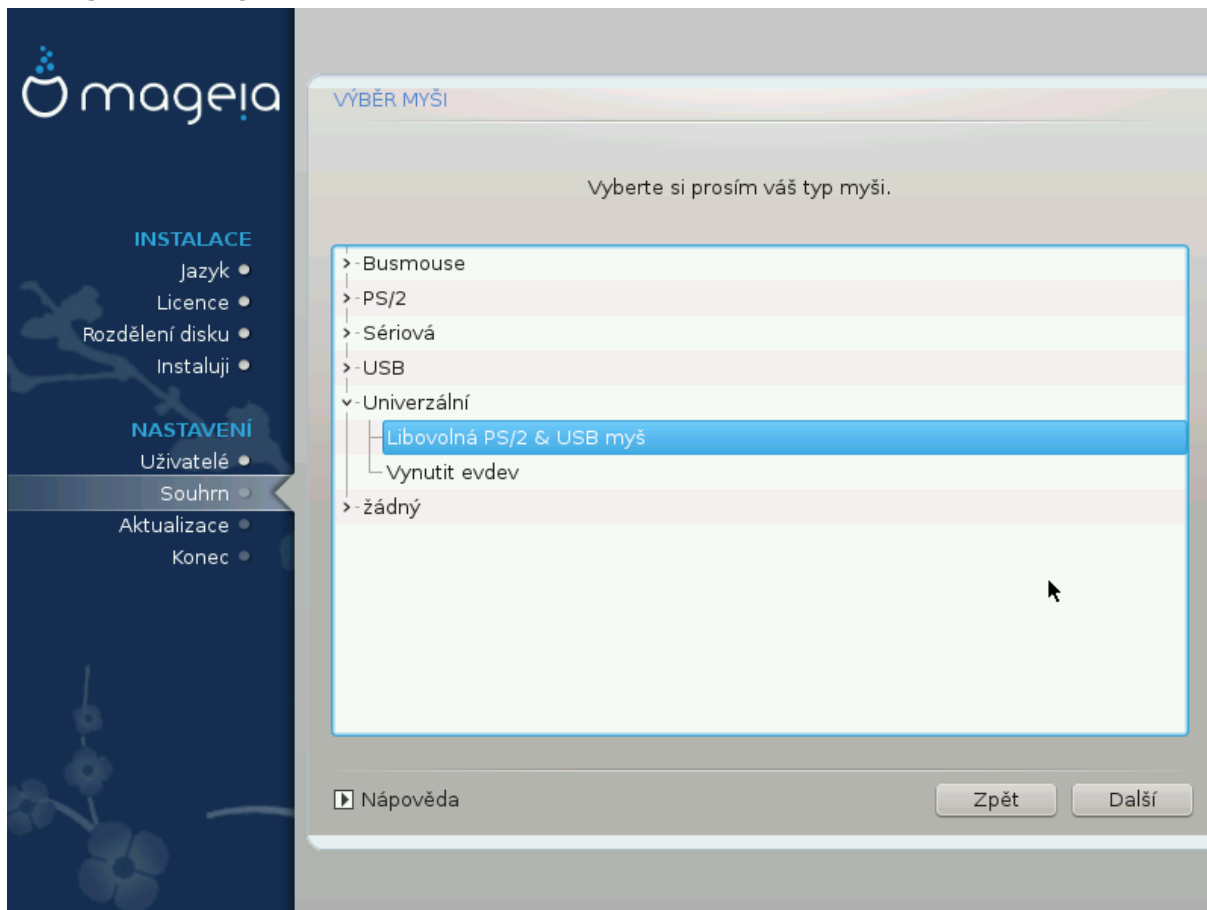 mageia
INSTALACE
Jazyk
Licence
Rozdělení disku
Instaluji
NASTAVENÍ
Uživatelé
Souhrn
Aktualizace
Konec
VÝBĚR MYŠI
Vyberte si prosím váš typ myši.
Busmouse
PS/2
Sériová
USB
Univerzální
Libovolná PS/2 & USB myš
Vynutit evdev
žádný
Nápověda
Zpět
Další